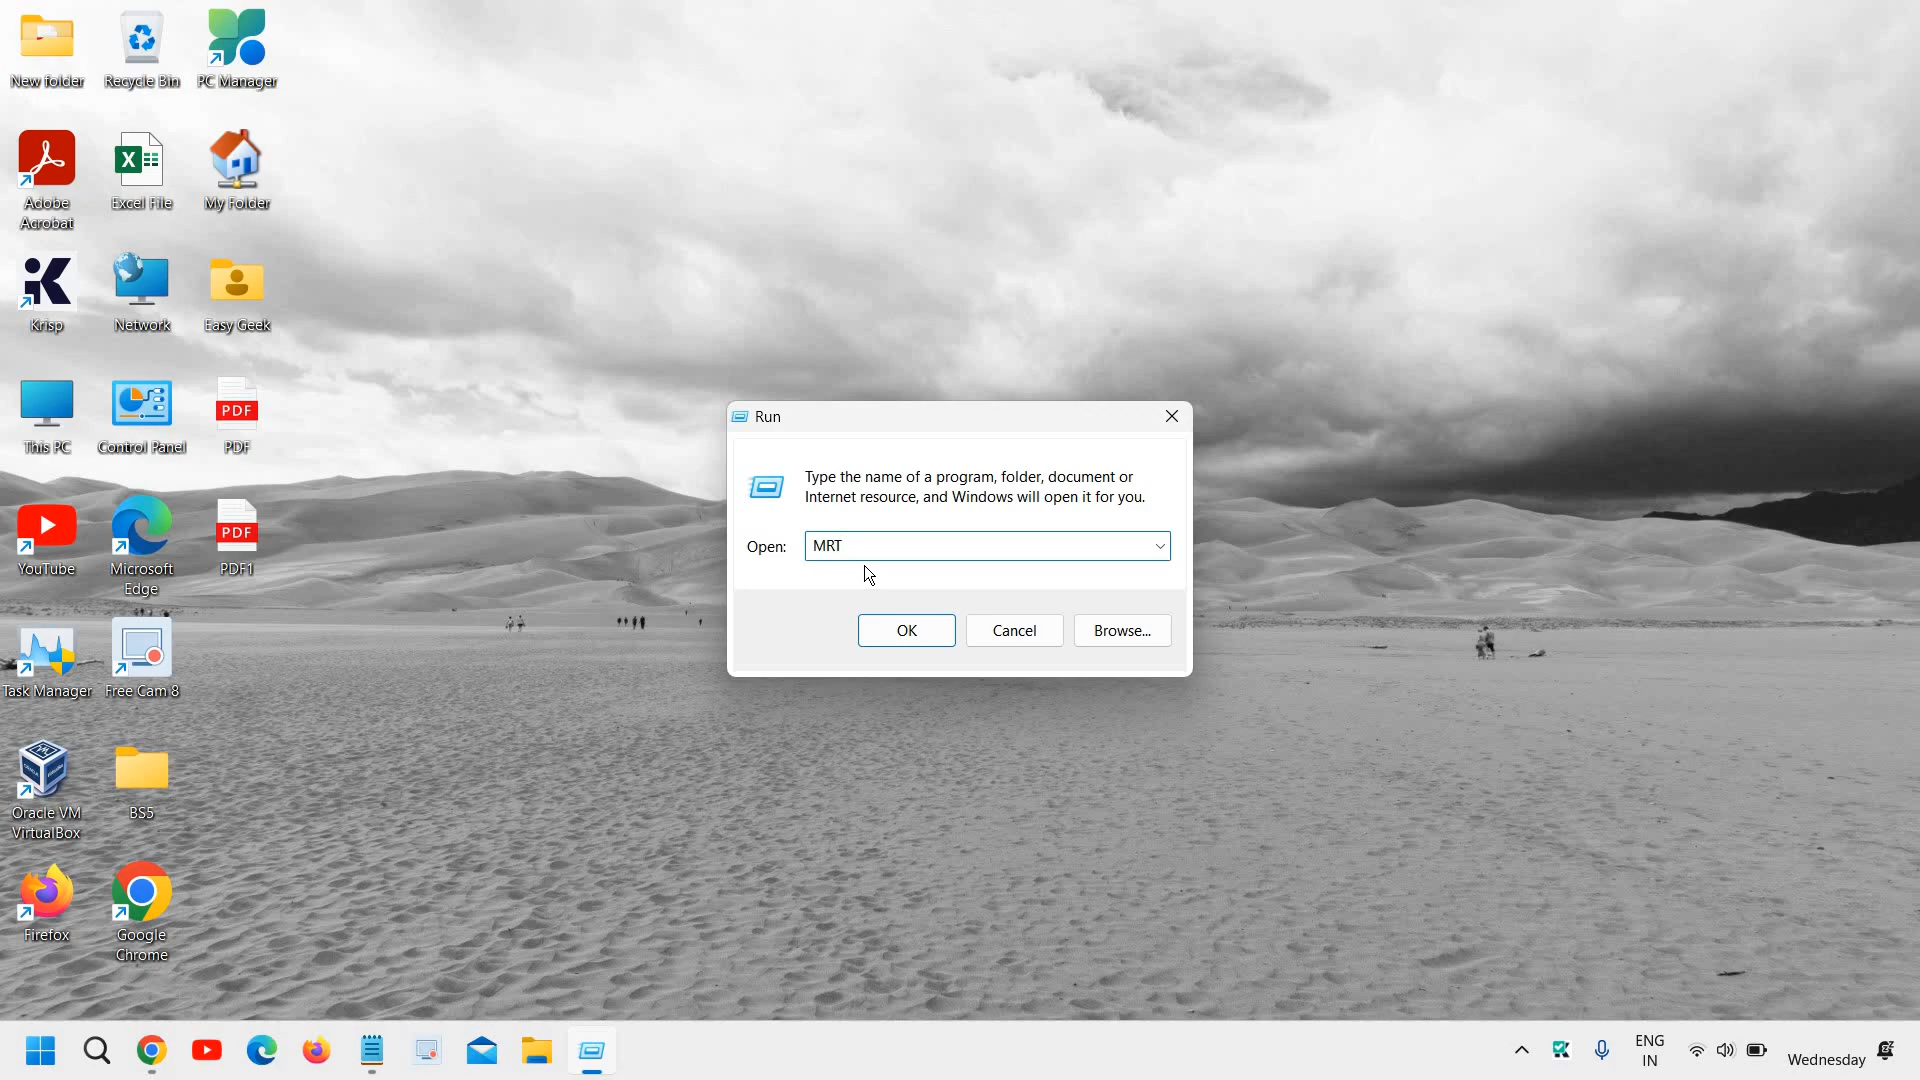 New folder
Recycle Bin
PC Manager
Adobe
Acrobat
Excel File
My Folder
Krisp
Network
Easy Geek
This PC
Control Panel
PDF
PDF
YouTube
Microsoft
Edge
PDF
PDF1
Task Manager
Free Cam 8
Oracle VM
VirtualBox
BS5
Firefox
Google
Chrome
Run
Type the name of a program, folder, document or
Internet resource, and Windows will open it for you.
Open:
MRT
OK
Cancel
Browse...
ENG
IN
Wednesday